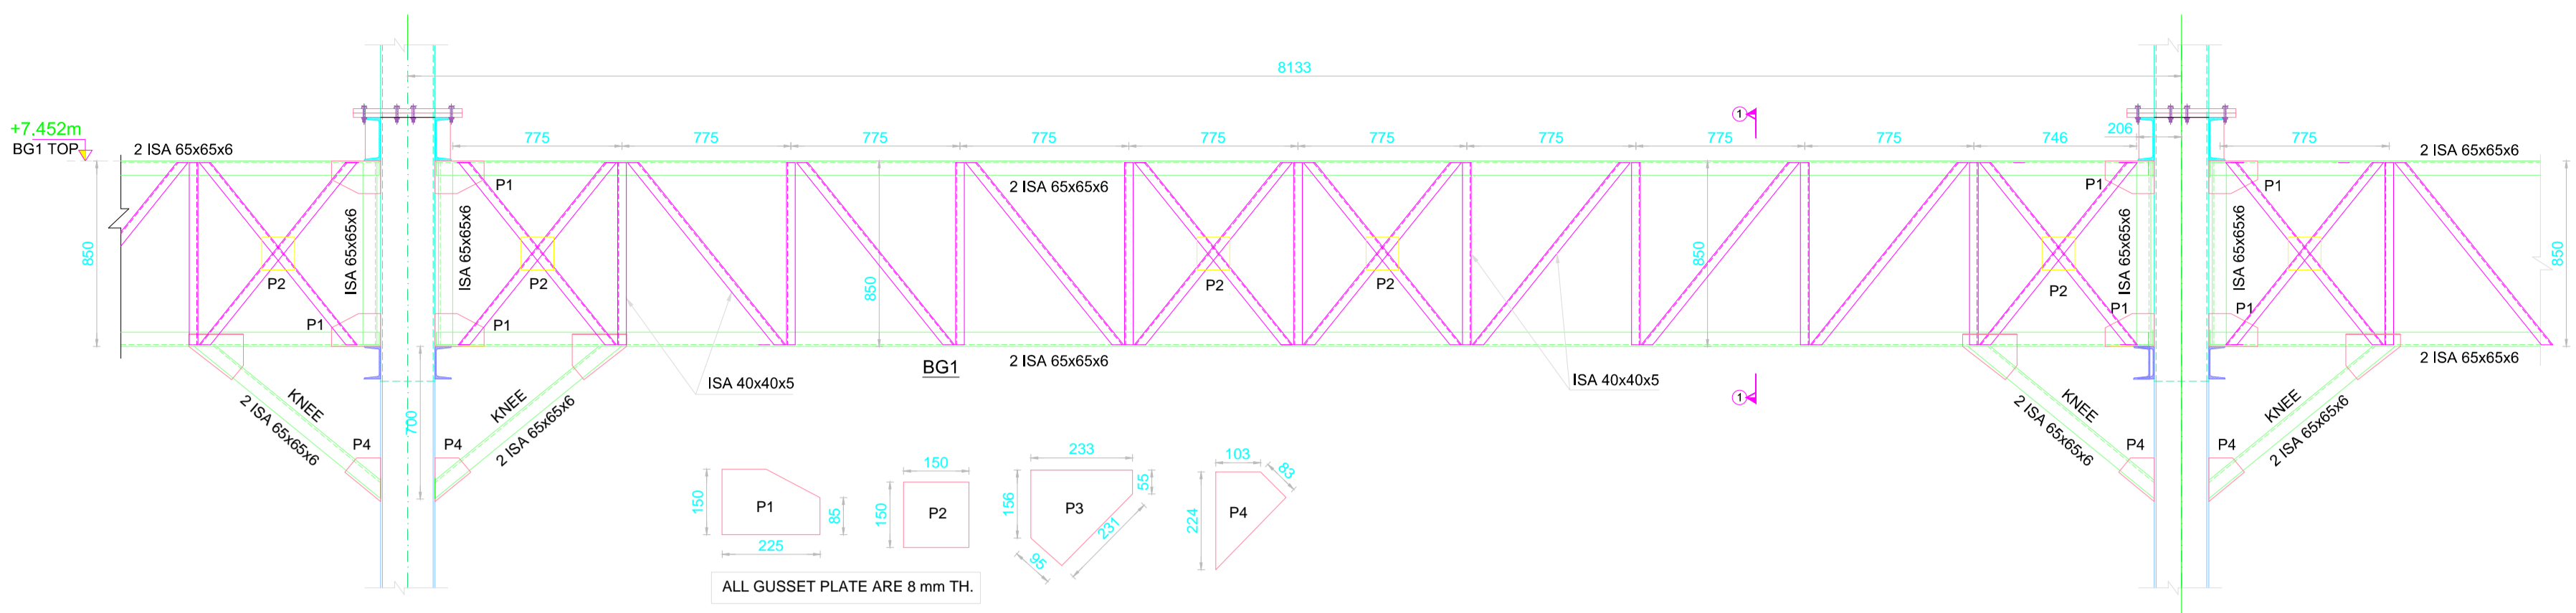 8133
+7.452m
BG1 TOP
2 ISA 65x65x6
775
775
775
775
775
775
775
775
775
746
206
775
1
2 ISA 65x65x6
850
P2
ISA 65x65x6
P1
ISA 65x65x6
P1
P1
P2
2 ISA 65x65x6
850
P2
P2
850
P1
P1
P2
ISA 65x65x6
ISA 65x65x6
P1
P1
P2
850
2 ISA 65x65x6
BG1
2 ISA 65x65x6
ISA 40x40x5
ISA 40x40x5
1
KNEE
2 ISA 65x65x6
P4
700
P4
KNEE
2 ISA 65x65x6
KNEE
2 ISA 65x65x6
P4
P4
KNEE
2 ISA 65x65x6
150
P1
85
225
150
150
P2
233
156
P3
55
231
95
103
83
224
P4
ALL GUSSET PLATE ARE 8 mm TH.